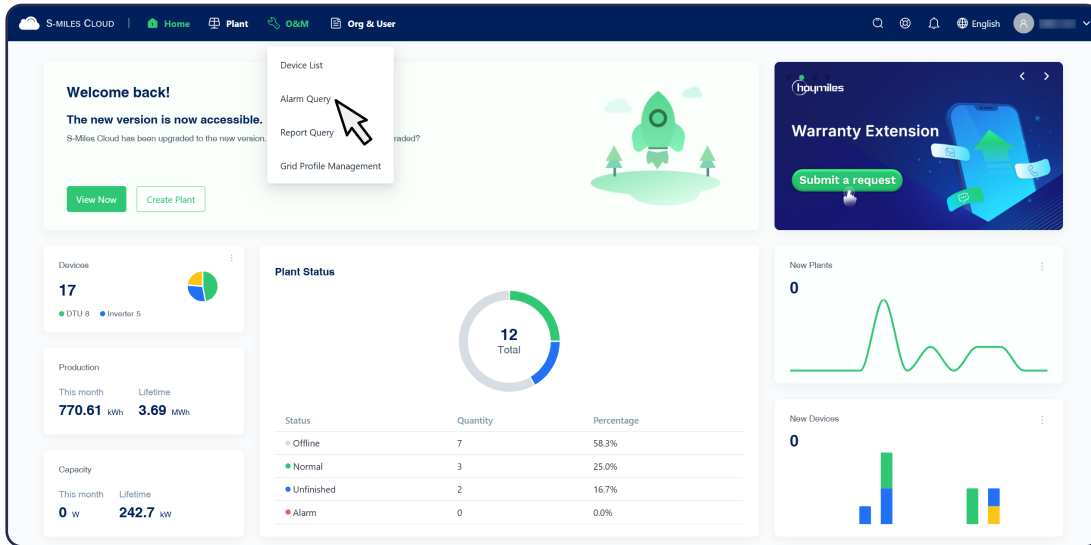 S-MILES CLOUD
Home
Plant
O&M
Org & User
English
A
Device List
Alarm Query
Report Query
Grid Profile Management
Welcome back!
The new version is now accessible.
S-Miles Cloud has been upgraded to the new version.
raded?
View Now
Create Plant
hoymiles
Warranty Extension
Submit a request
Devices
17
DTU 8
Inverter 5
Production
This month
Lifetime
770.61 kWh
3.69 MWh
Capacity
This month
Lifetime
0 W
242.7 kW
Plant Status
12
Total
Status Quantity Percentage
Offline 7 58.3%
Normal 3 25.0%
Unfinished 2 16.7%
Alarm 0 0.0%
New Plants
0
New Devices
0